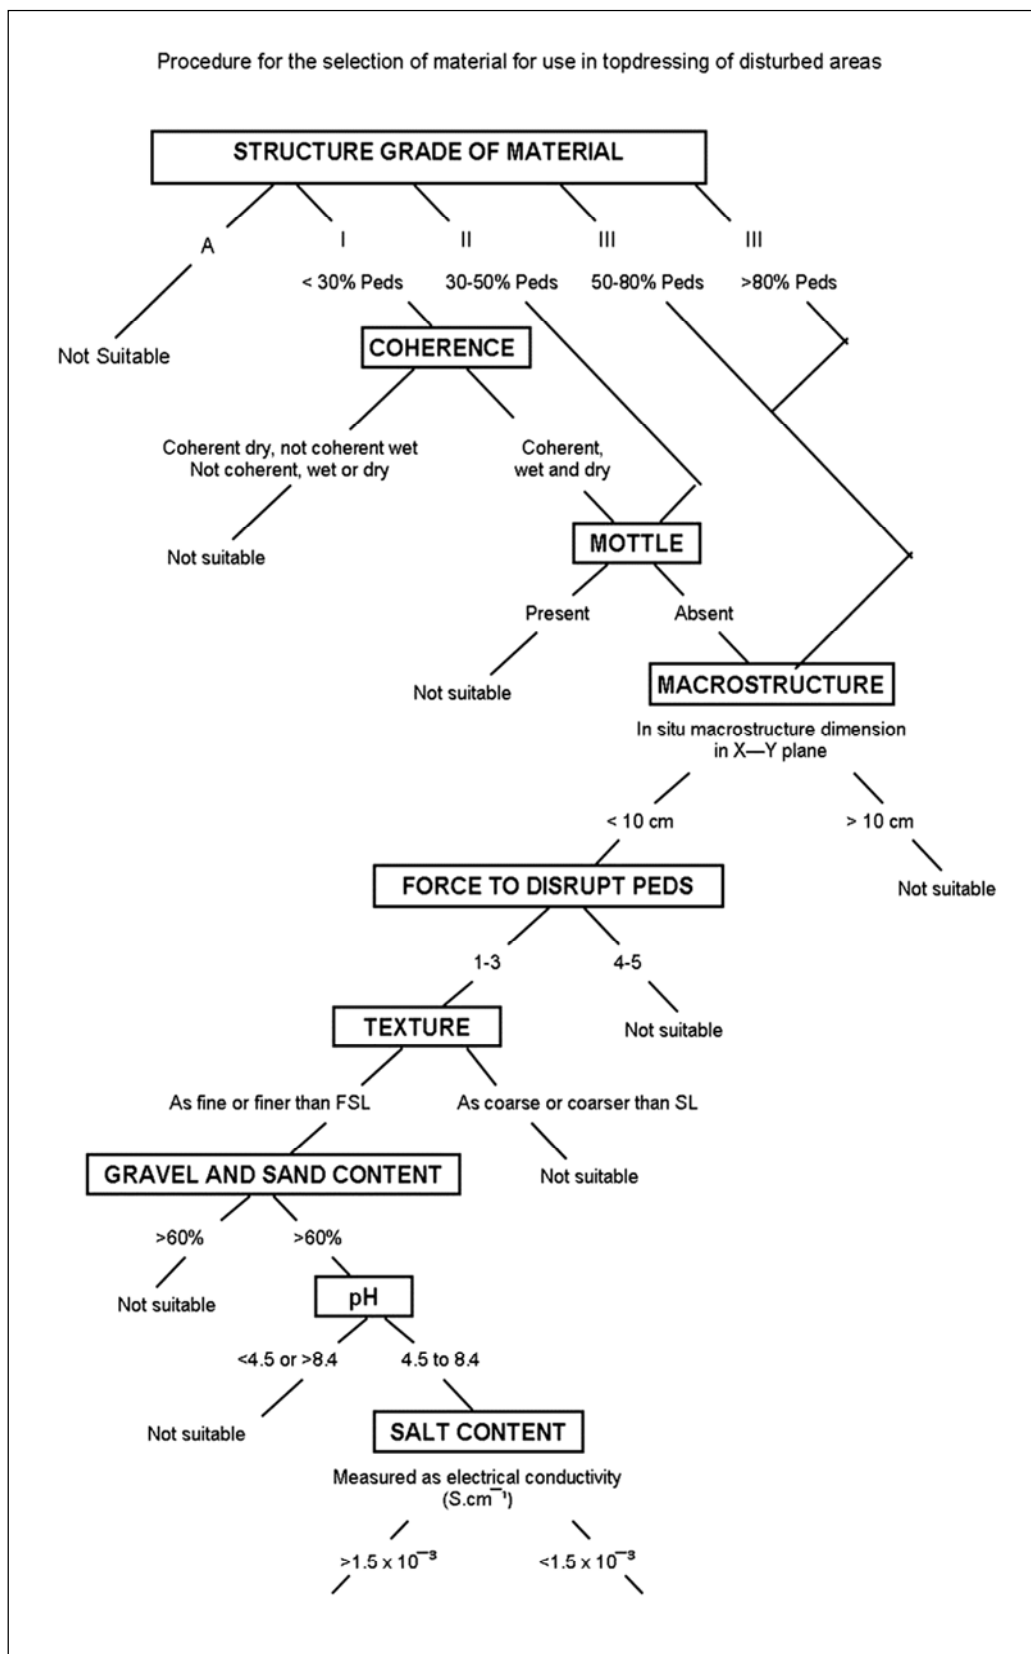 Procedure for the selection of material for use in topdressing of disturbed areas
STRUCTURE GRADE OF MATERIAL
A
I
II
III
III
< 30% Peds
30-50% Peds
50-80% Peds
>80% Peds
Not Suitable
COHERENCE
Coherent dry, not coherent wet
Not coherent, wet or dry
Coherent,
wet and dry
Not suitable
MOTTLE
Present
Absent
Not suitable
MACROSTRUCTURE
In situ macrostructure dimension
in X—Y plane
< 10 cm
> 10 cm
Not suitable
FORCE TO DISRUPT PEDS
1-3
4-5
Not suitable
TEXTURE
As fine or finer than FSL
As coarse or coarser than SL
Not suitable
GRAVEL AND SAND CONTENT
>60%
>60%
Not suitable
pH
<4.5 or >8.4
4.5 to 8.4
Not suitable
SALT CONTENT
Measured as electrical conductivity
(S.cm⁻¹)
>1.5 x 10⁻³
<1.5 x 10⁻³